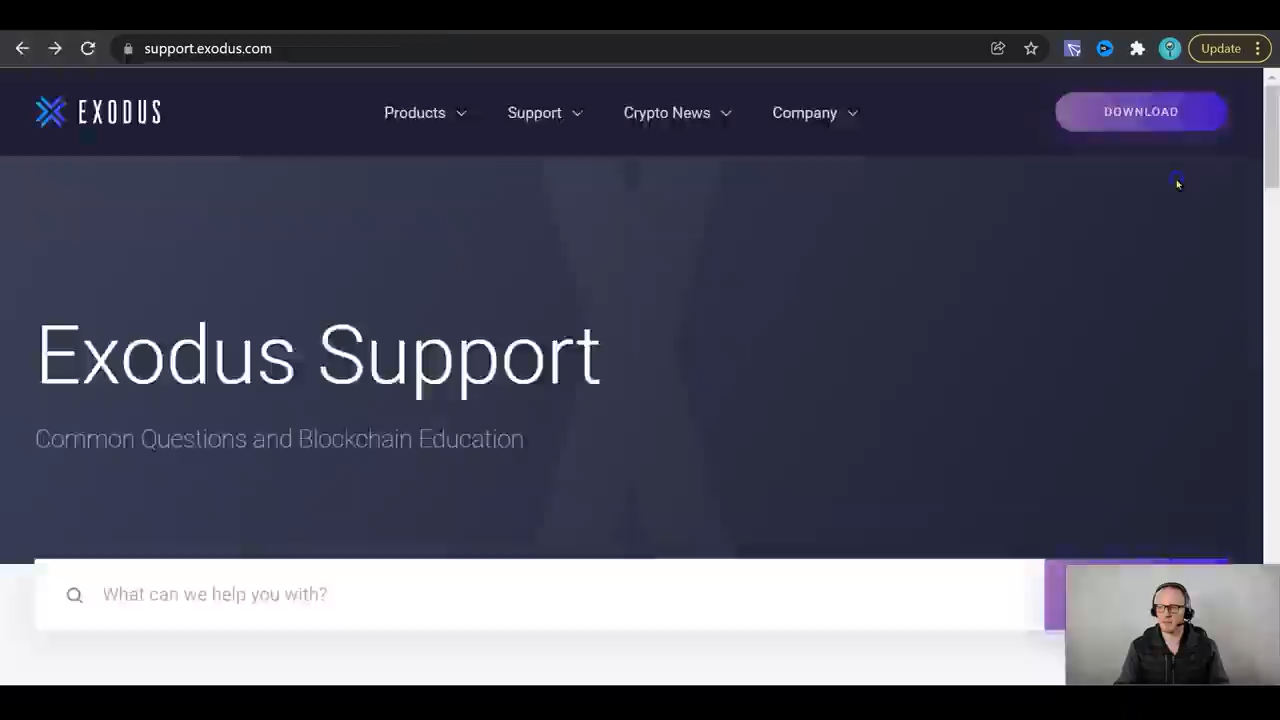 support.exodus.com
Update
EXODUS
Products
Support
Crypto News
Company
DOWNLOAD
Exodus Support
Common Questions and Blockchain Education
What can we help you with?